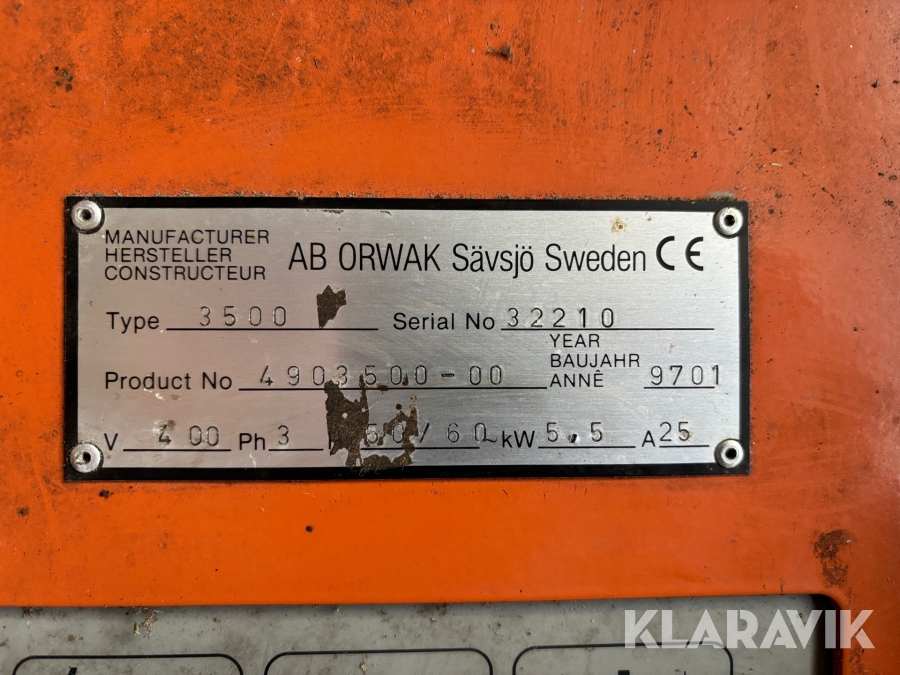 MANUFACTURER
HERSTELLER
CONSTRUCTEUR
AB ORWAK Sävsjö Sweden CE
Type 3500 Serial No 32210
Product No 4903500-00 YEAR
BAUJAHR
ANNÊ 9701
V 400 Ph 3 50/60 ~ kW 5,5 A 25
KLARAVIK